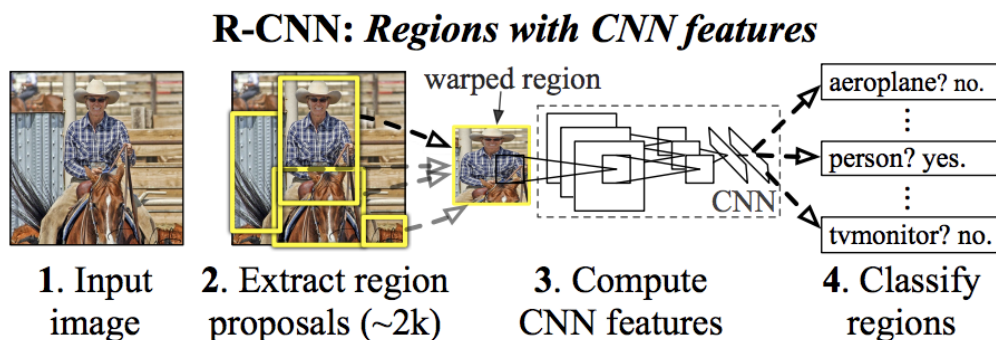 R-CNN: Regions with CNN features
warped region
aeroplane? no.
⋮
person? yes.
⋮
tvmonitor? no.
CNN
1. Input
image
2. Extract region
proposals (~2k)
3. Compute
CNN features
4. Classify
regions